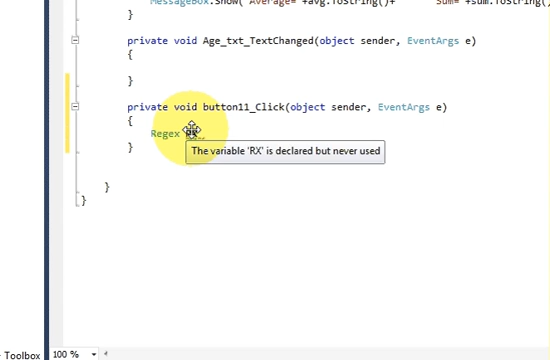 MessageBox.Show(" Average= "+avg.ToString()+ " Sum= "+sum.ToString()
}
private void Age_txt_TextChanged(object sender, EventArgs e)
{
}
private void button11_Click(object sender, EventArgs e)
{
Regex RX
The variable 'RX' is declared but never used
}
}
}
Toolbox
100 %